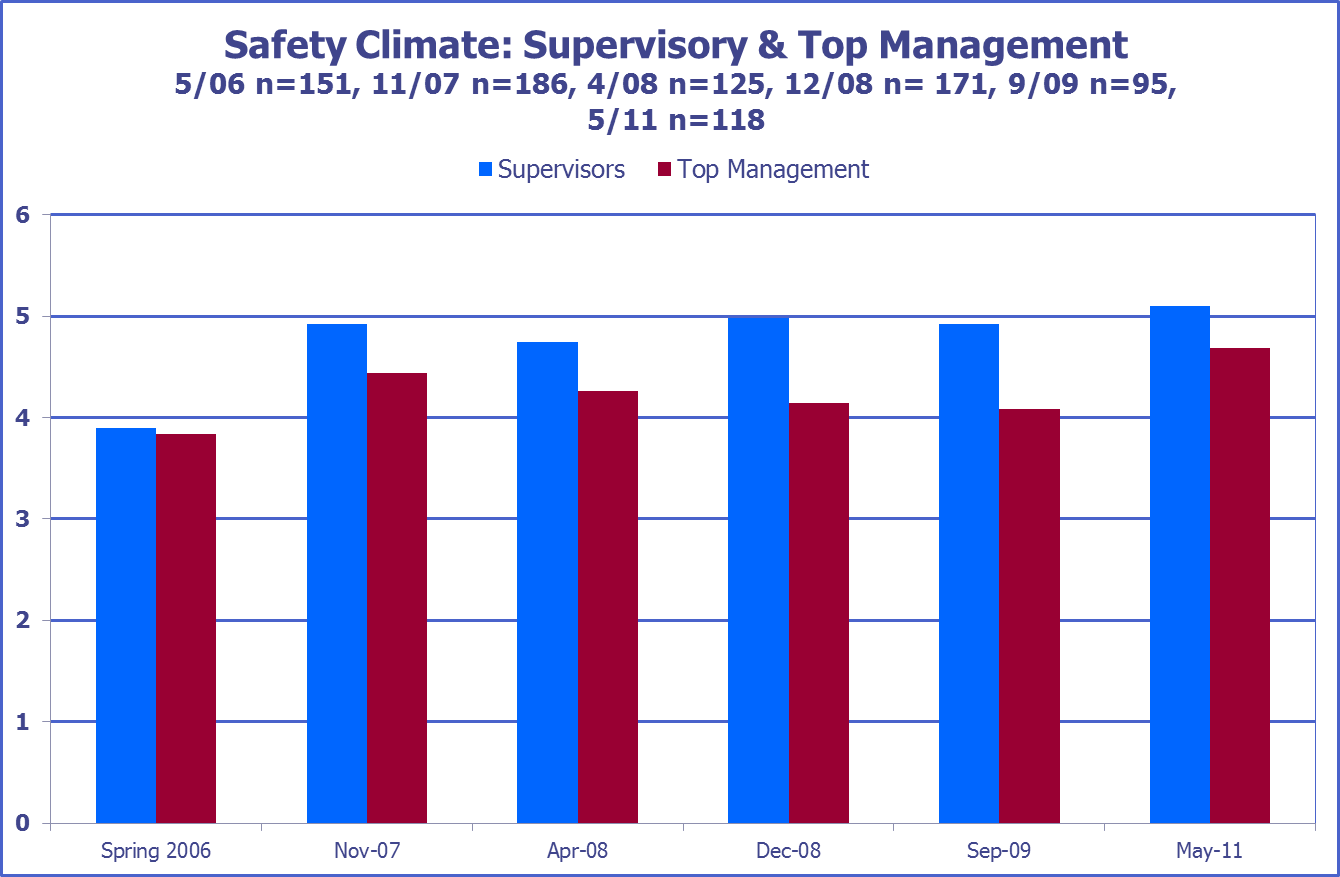 Safety Climate: Supervisory & Top Management
5/06 n=151, 11/07 n=186, 4/08 n=125, 12/08 n= 171, 9/09 n=95,
5/11 n=118
Supervisors Top Management
6
5
4
3
2
1
0
Spring 2006 Nov-07 Apr-08 Dec-08 Sep-09 May-11